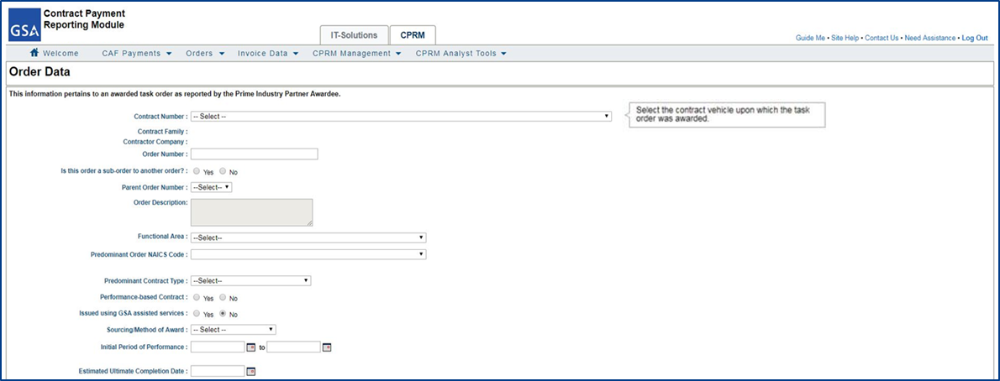 GSA
Contract Payment
Reporting Module
IT-Solutions
CPRM
Guide Me • Site Help • Contact Us • Need Assistance • Log Out
Welcome CAF Payments Orders Invoice Data CPRM Management CPRM Analyst Tools
Order Data
This information pertains to an awarded task order as reported by the Prime Industry Partner Awardee.
Contract Number : -- Select --
Select the contract vehicle upon which the task
order was awarded.
Contract Family :
Contractor Company :
Order Number :
Is this order a sub-order to another order? : Yes No
Parent Order Number : --Select--
Order Description:
Functional Area : --Select--
Predominant Order NAICS Code :
Predominant Contract Type : --Select--
Performance-based Contract : Yes No
Issued using GSA assisted services : Yes No
Sourcing/Method of Award : -- Select --
Initial Period of Performance : to
Estimated Ultimate Completion Date :